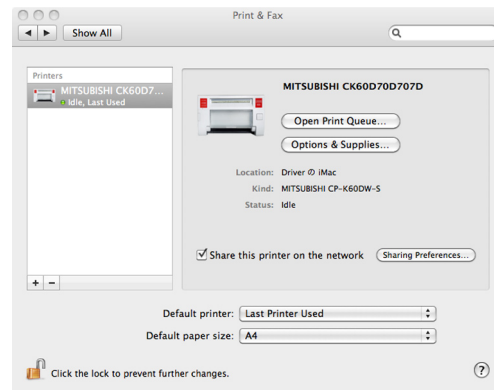 Print & Fax
Show All
Printers
MITSUBISHI CK60D7...
Idle, Last Used
MITSUBISHI CK60D70D707D
Open Print Queue...
Options & Supplies...
Location: Driver の iMac
Kind: MITSUBISHI CP-K60DW-S
Status: Idle
Share this printer on the network
Sharing Preferences...
+ −
Default printer: Last Printer Used
Default paper size: A4
Click the lock to prevent further changes.
?